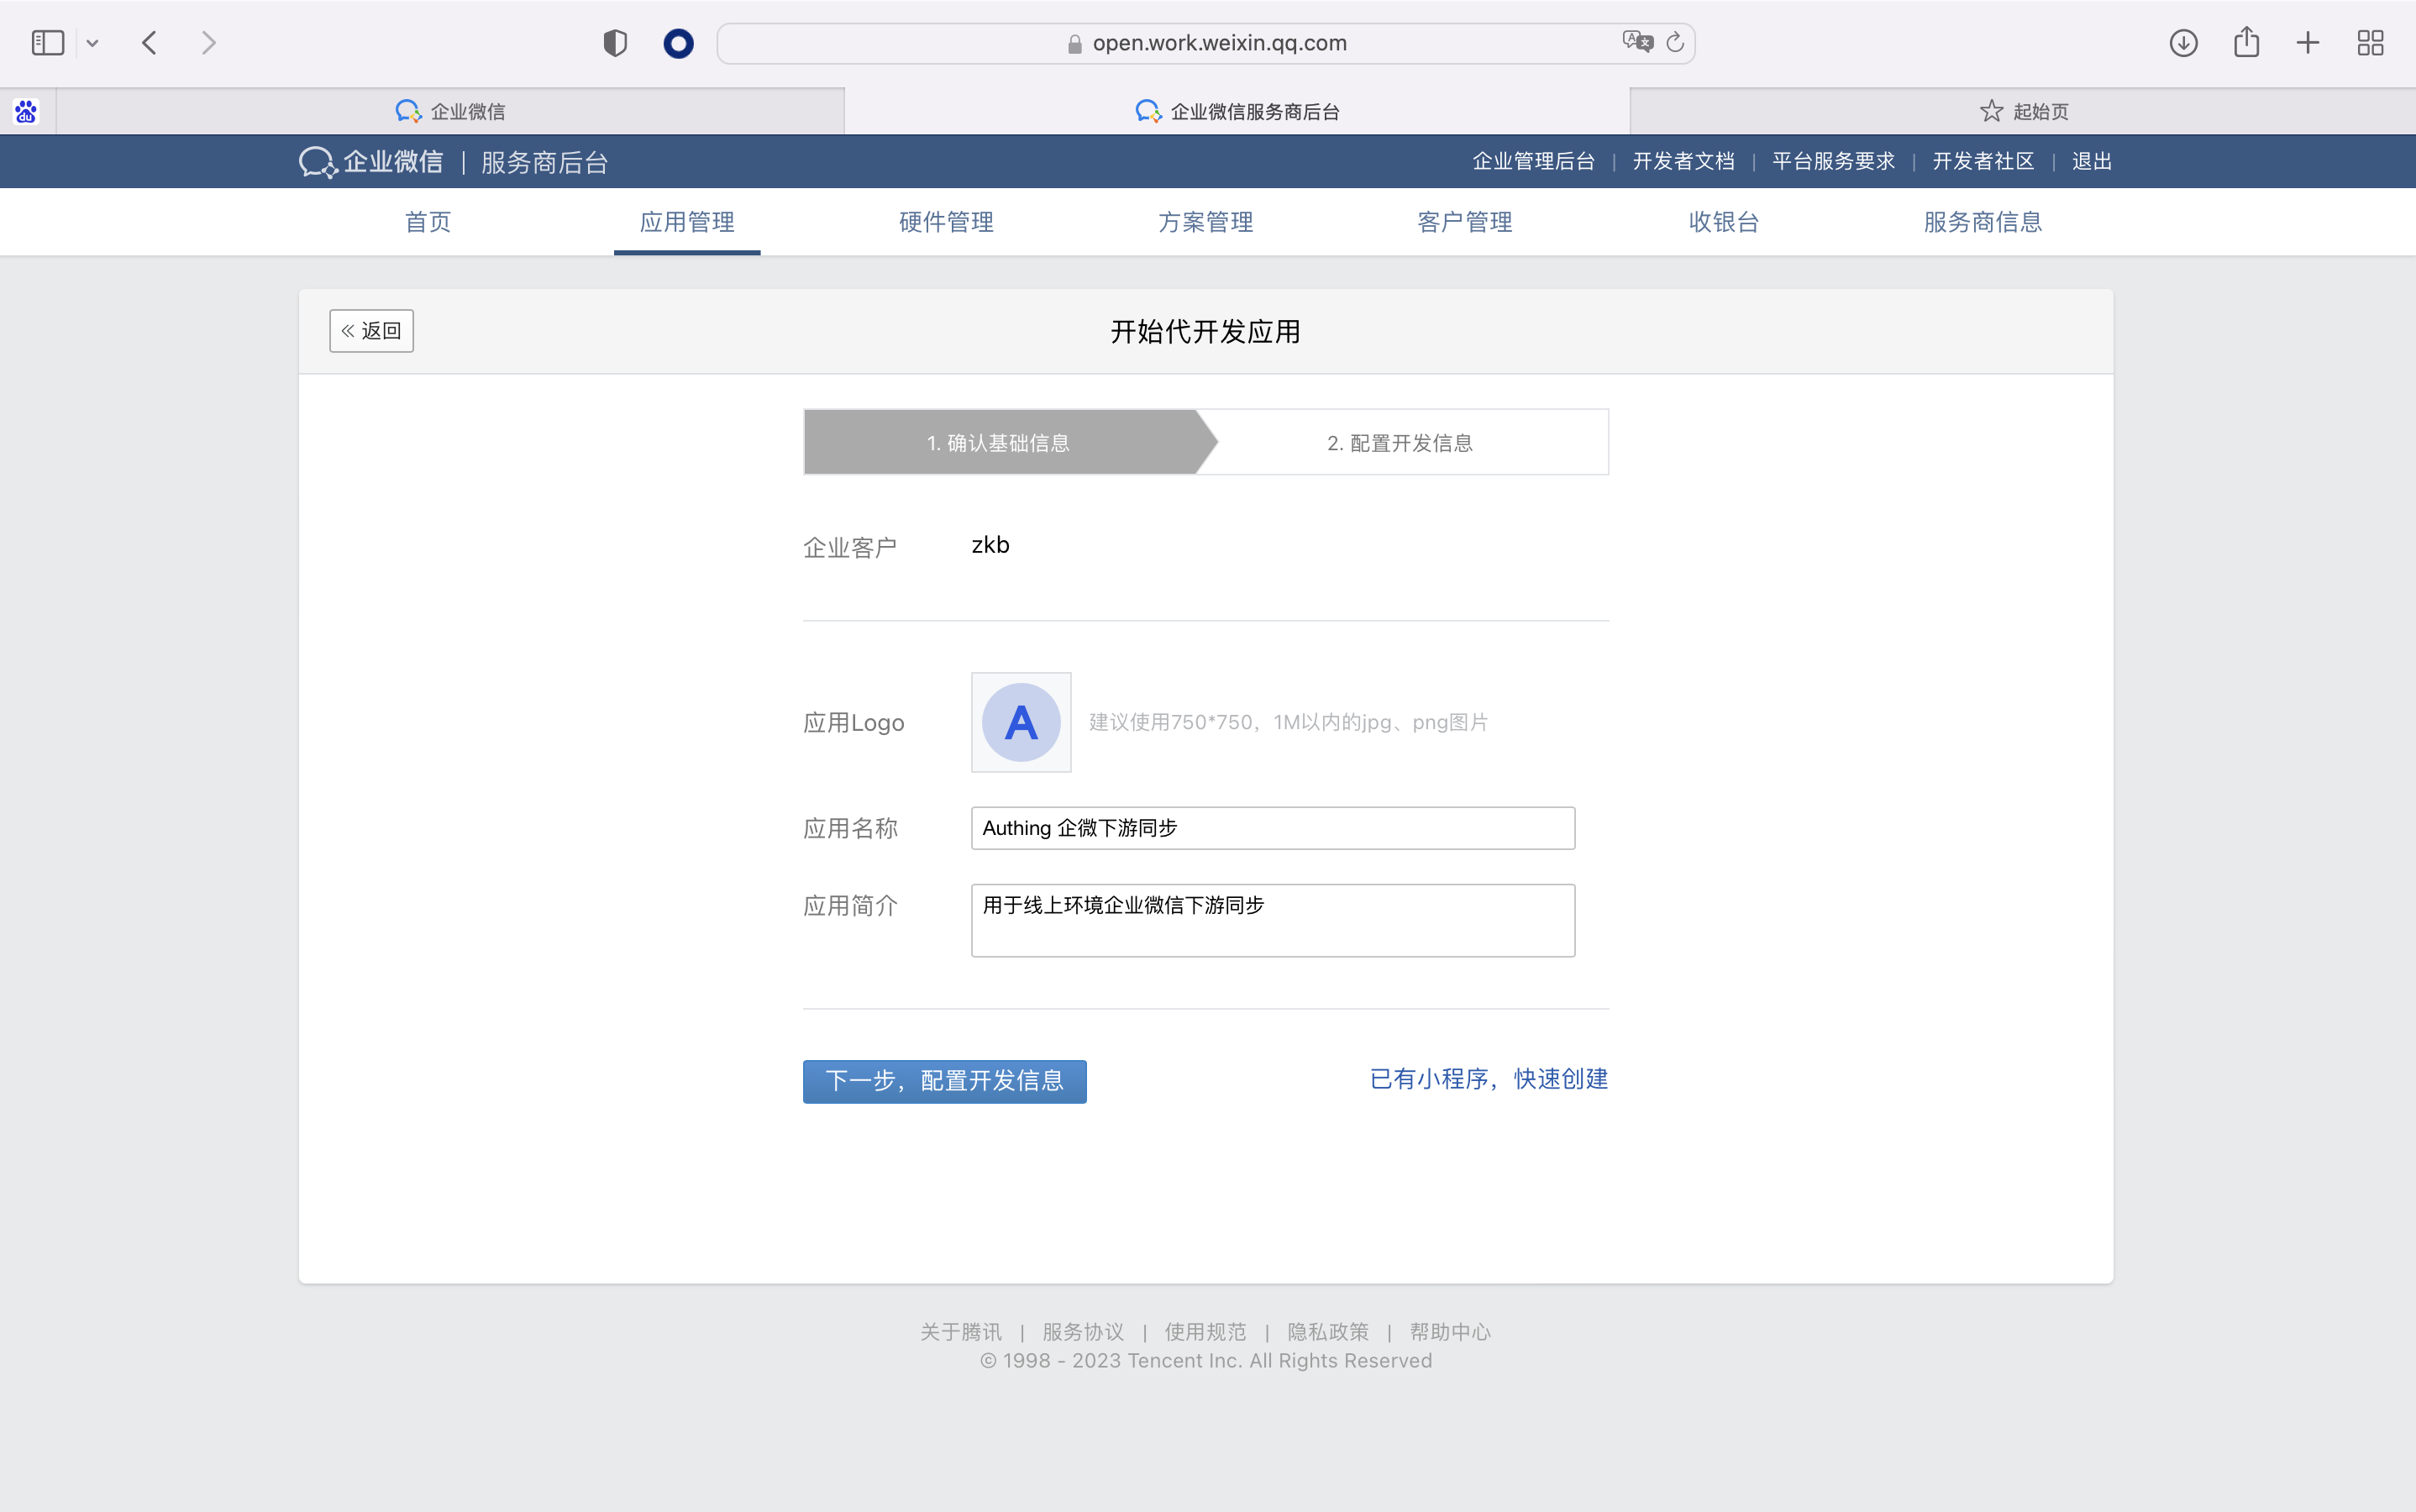 open.work.weixin.qq.com
企业微信
企业微信服务商后台
起始页
企业微信 | 服务商后台
企业管理后台 | 开发者文档 | 平台服务要求 | 开发者社区 | 退出
首页
应用管理
硬件管理
方案管理
客户管理
收银台
服务商信息
« 返回
开始代开发应用
1. 确认基础信息
2. 配置开发信息
企业客户
zkb
应用Logo
A
建议使用750*750，1M以内的jpg、png图片
应用名称
Authing 企微下游同步
应用简介
用于线上环境企业微信下游同步
下一步，配置开发信息
已有小程序，快速创建
关于腾讯 | 服务协议 | 使用规范 | 隐私政策 | 帮助中心
© 1998 - 2023 Tencent Inc. All Rights Reserved